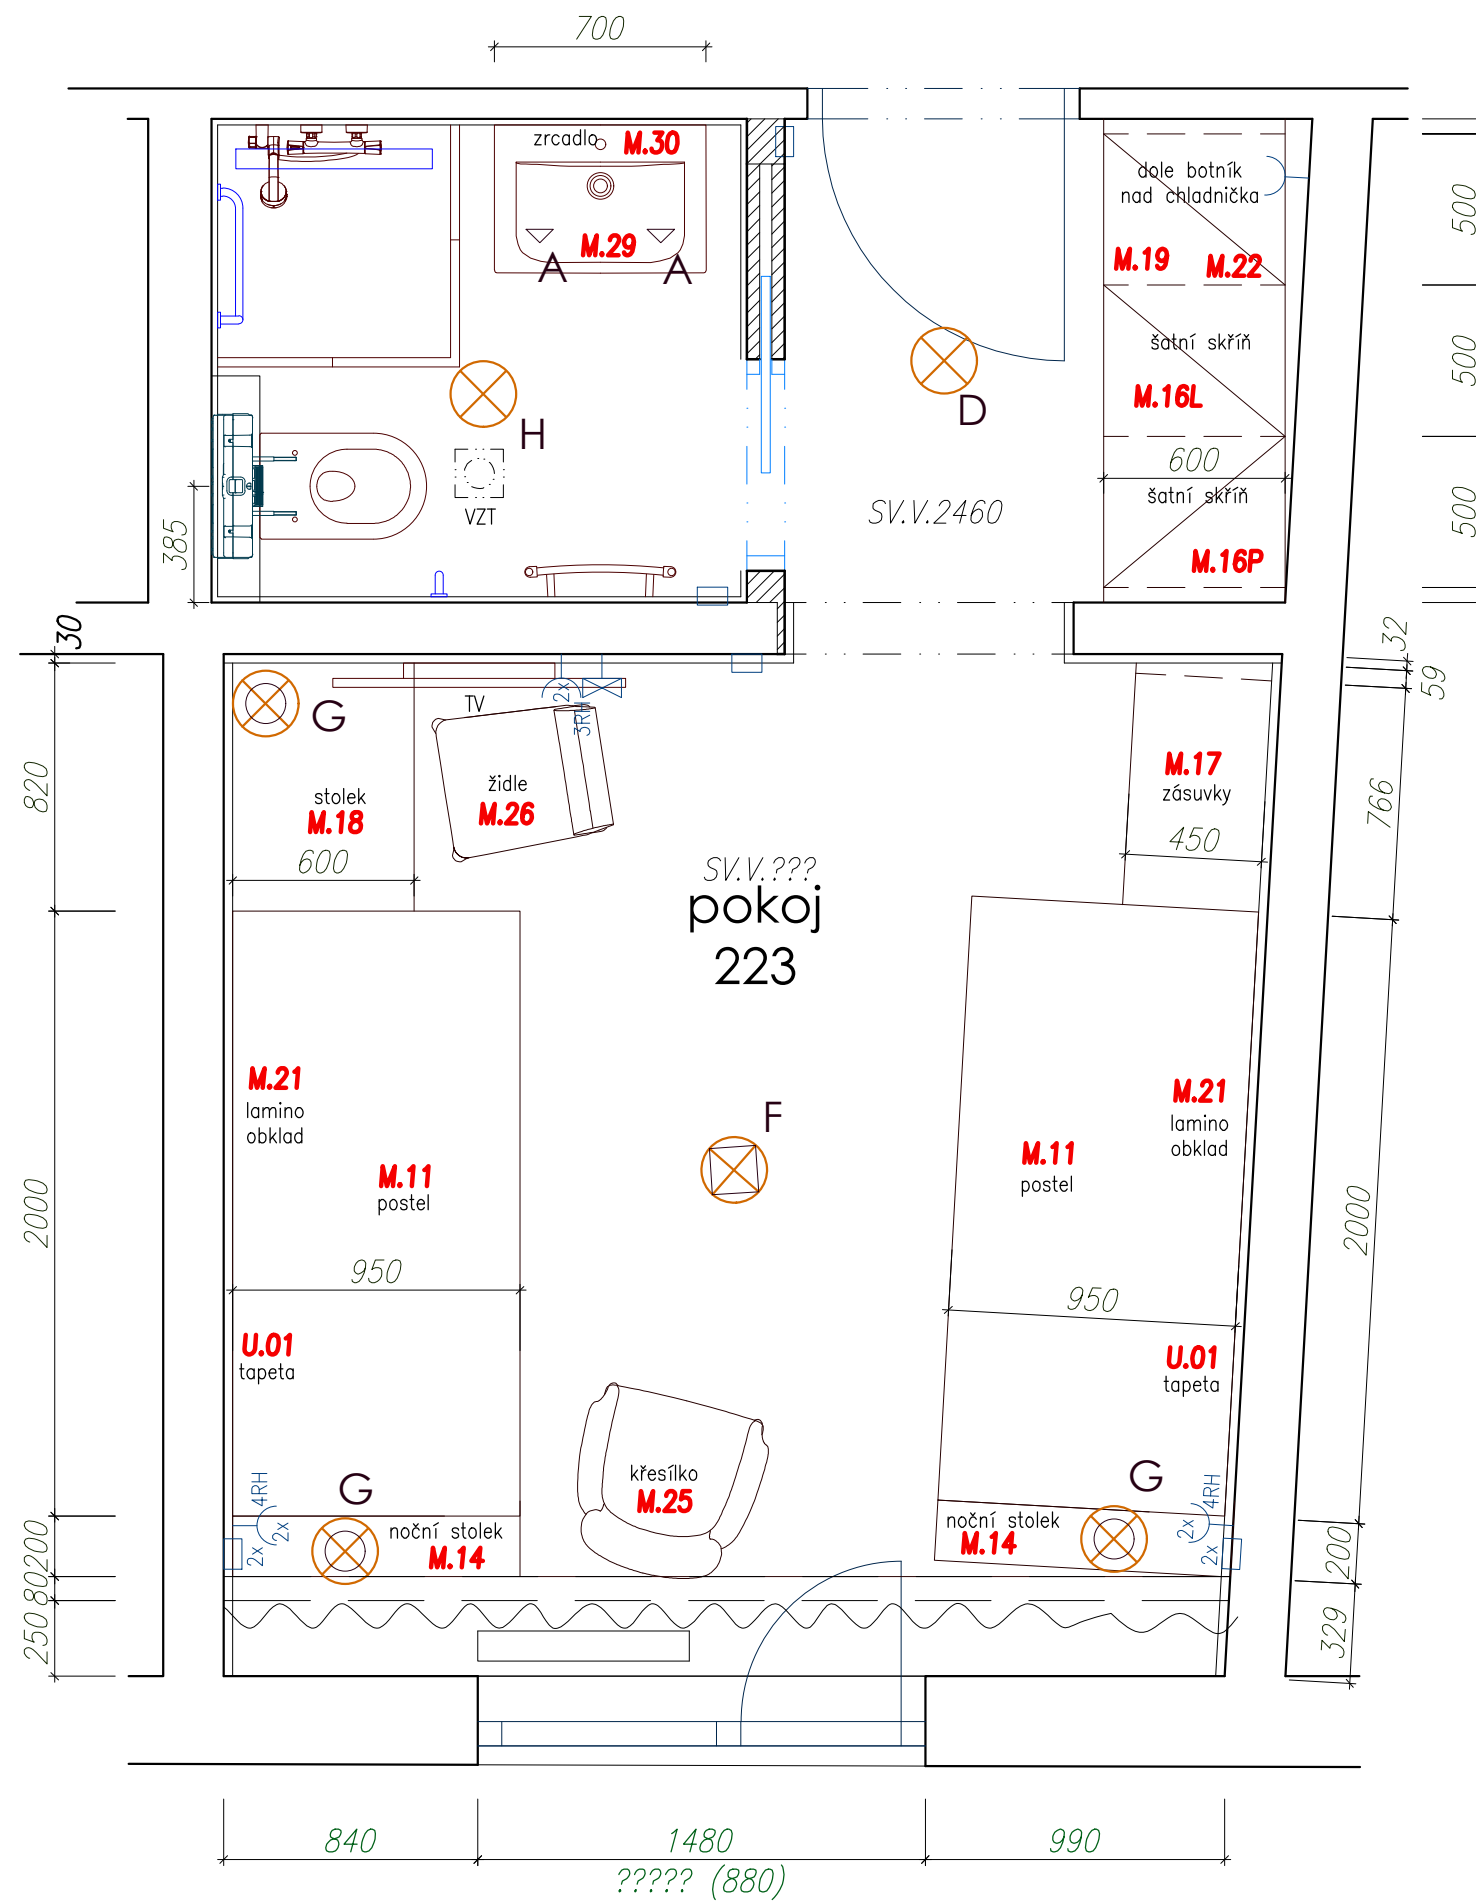 700
zrcadlo
M.30
M.29
A
A
dole botník
nad chladnička
M.19
M.22
500
šatní skříň
M.16L
500
600
šatní skříň
M.16P
500
H
D
VZT
SV.V.2460
385
30
32
59
G
TV
2x
3RH
židle
M.26
stolek
M.18
600
820
M.17
zásuvky
450
766
SV.V.???
pokoj
223
M.21
lamino
obklad
M.11
postel
F
M.21
lamino
obklad
M.11
postel
2000
2000
950
950
U.01
tapeta
U.01
tapeta
křesílko
M.25
G
4RH
2x
2x
noční stolek
M.14
G
4RH
2x
2x
noční stolek
M.14
200
80
250
200
329
840
1480
990
????? (880)